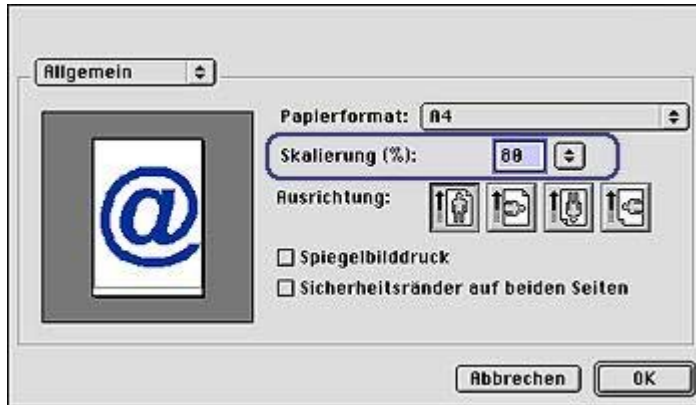 Allgemein
Papierformat: A4
Skalierung (%): 80
Ausrichtung:
@
Spiegelbilddruck
Sicherheitsränder auf beiden Seiten
Abbrechen OK